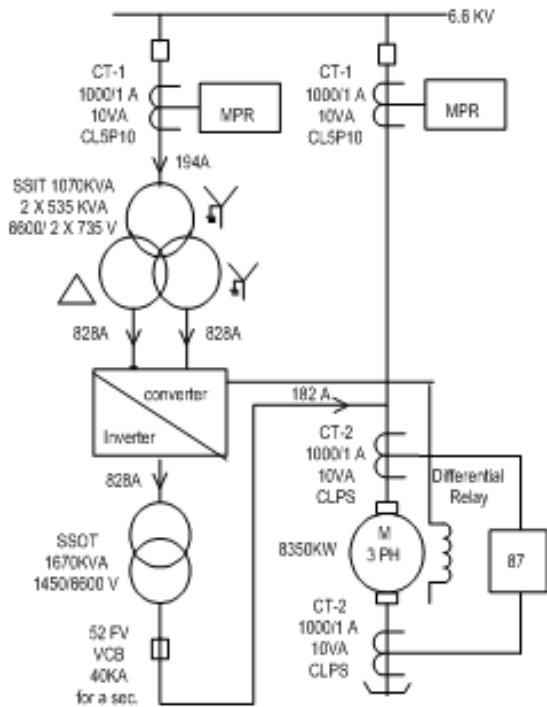 6.6 KV
CT-1
1000/1 A
10VA
CL5P10
MPR
CT-1
1000/1 A
10VA
CL5P10
MPR
194A
SSIT 1070KVA
2 X 535 KVA
6600/ 2 X 735 V
828A
828A
converter
Inverter
182 A
828A
CT-2
1000/1 A
10VA
CLPS
Differential
Relay
SSOT
1670KVA
1450/6600 V
8350KW
M
3 PH
87
CT-2
1000/1 A
10VA
CLPS
52 FV
VCB
40KA
for a sec.